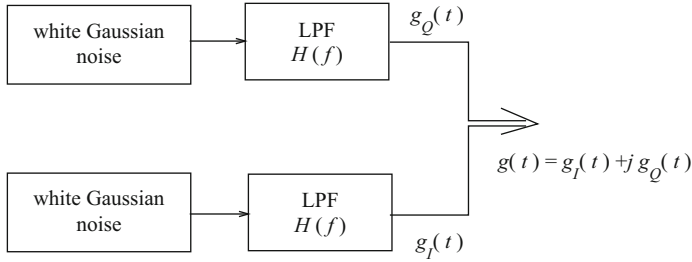 white Gaussian
noise
LPF
H ( f )
g_Q ( t )
g(t) = g_I(t) + j g_Q(t)
white Gaussian
noise
LPF
H ( f )
g_I ( t )